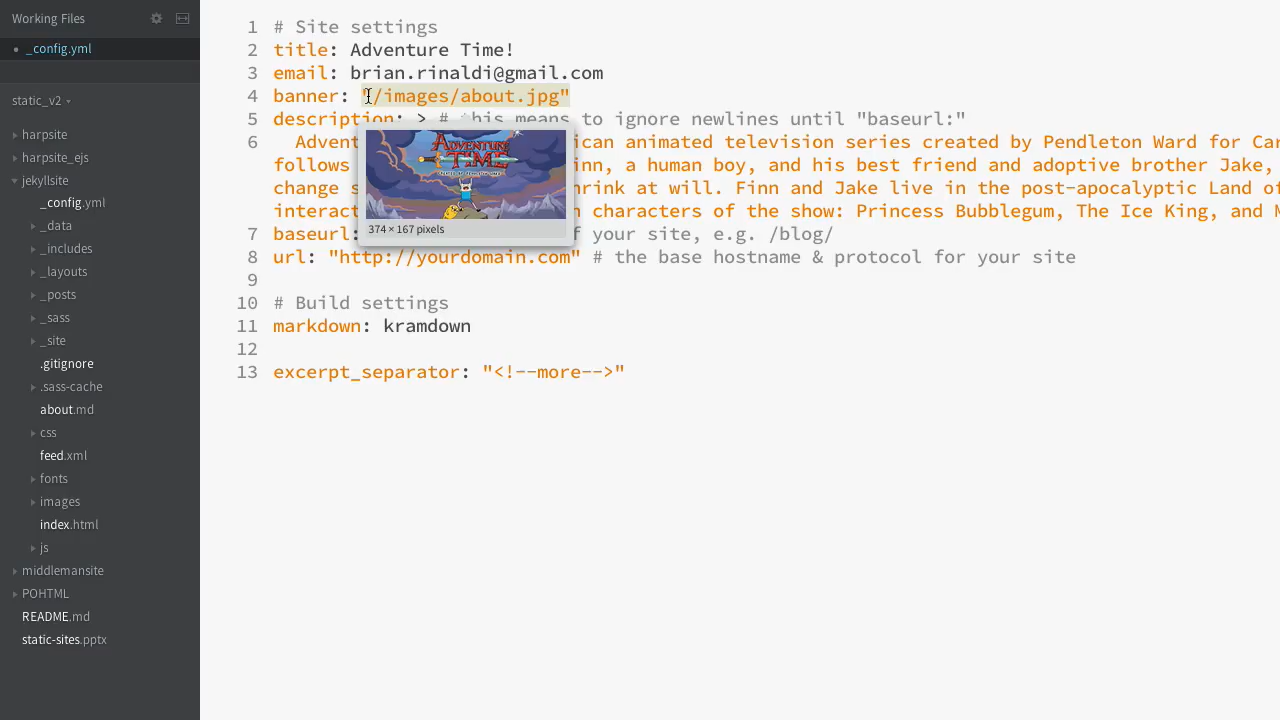 Working Files
_config.yml
static_v2
harpsite
harpsite_ejs
jekyllsite
_config.yml
_data
_includes
_layouts
_posts
_sass
_site
.gitignore
.sass-cache
about.md
css
feed.xml
fonts
images
index.html
js
middlemansite
POHTML
README.md
static-sites.pptx
1 # Site settings
2 title: Adventure Time!
3 email: brian.rinaldi@gmail.com
4 banner: "/images/about.jpg"
5 description: > # this means to ignore newlines until "baseurl:"
6 Advent ican animated television series created by Pendleton Ward for Car
follows inn, a human boy, and his best friend and adoptive brother Jake,
change s hrink at will. Finn and Jake live in the post-apocalyptic Land of
interact n characters of the show: Princess Bubblegum, The Ice King, and M
7 baseurl: f your site, e.g. /blog/
8 url: "http://yourdomain.com" # the base hostname & protocol for your site
9
10 # Build settings
11 markdown: kramdown
12
13 excerpt_separator: "<!--more-->"
ADVENTURE
TIME
374 × 167 pixels